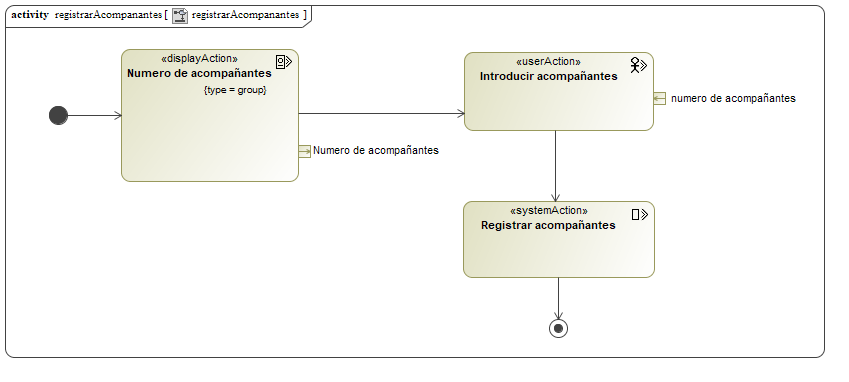 activity registrarAcompanantes [ registrarAcompanantes ]
«displayAction»
Numero de acompañantes
{type = group}
Numero de acompañantes
«userAction»
Introducir acompañantes
numero de acompañantes
«systemAction»
Registrar acompañantes